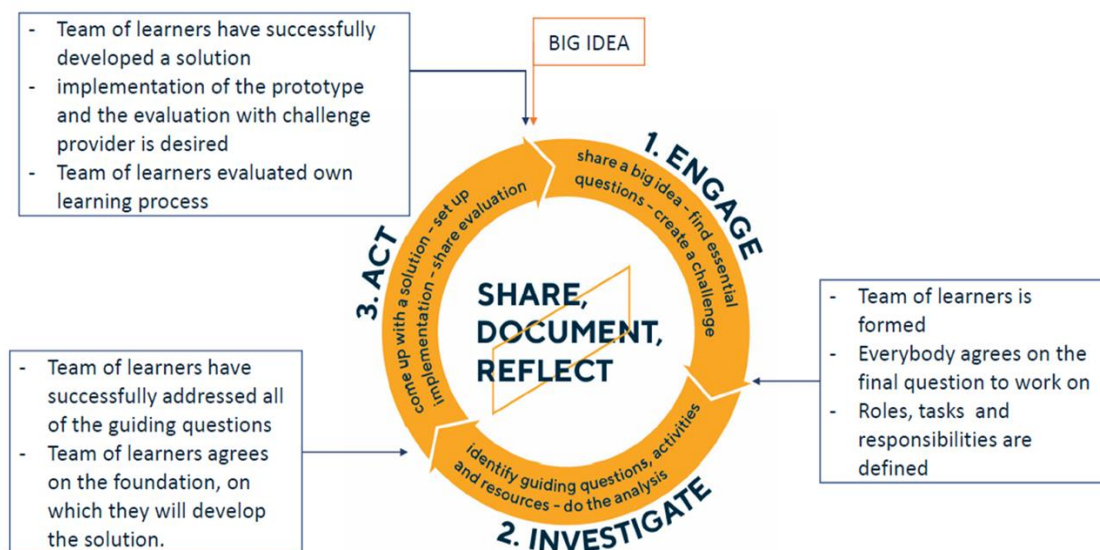 - Team of learners have successfully
developed a solution
- implementation of the prototype
and the evaluation with challenge
provider is desired
- Team of learners evaluated own
learning process
BIG IDEA
1. ENGAGE
share a big idea - find essential
questions - create a challenge
- Team of learners is
formed
- Everybody agrees on the
final question to work on
- Roles, tasks and
responsibilities are
defined
2. INVESTIGATE
identify guiding questions, activities
and resources - do the analysis
- Team of learners have
successfully addressed all
of the guiding questions
- Team of learners agrees
on the foundation, on
which they will develop
the solution.
3. ACT
come up with a solution - set up
implementation - share evaluation
SHARE,
DOCUMENT,
REFLECT